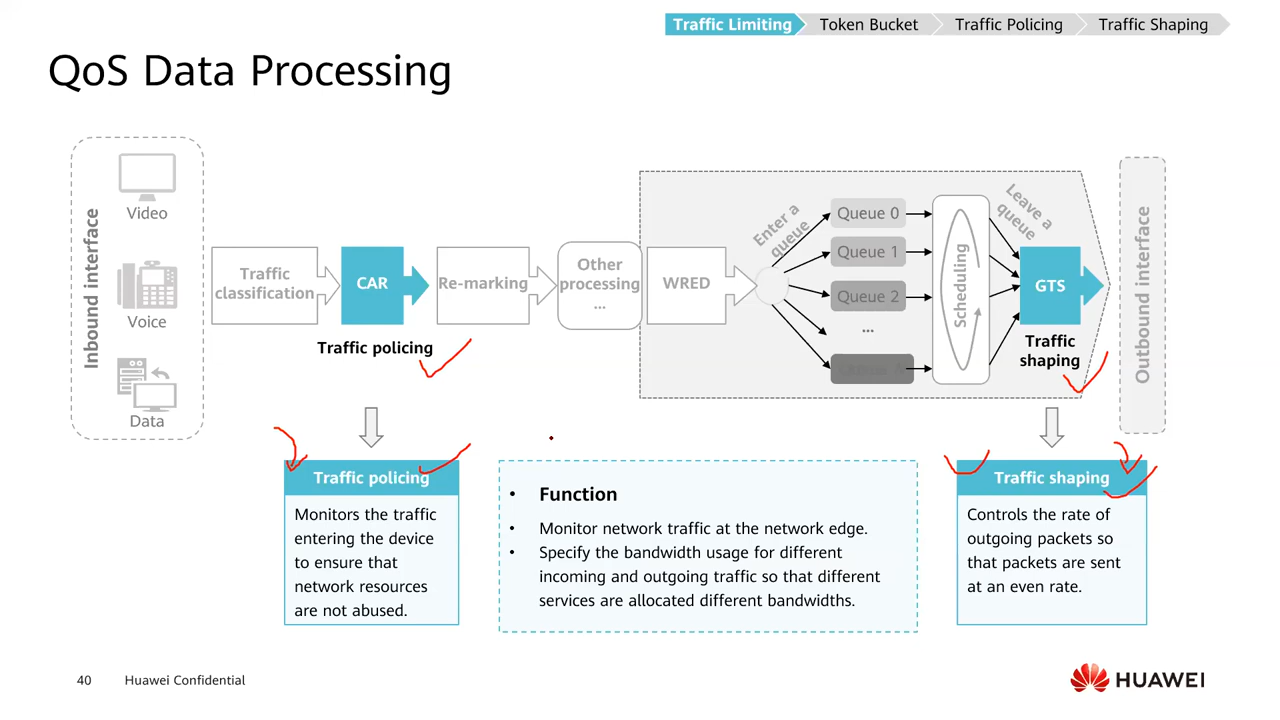 Traffic Limiting
Token Bucket
Traffic Policing
Traffic Shaping
QoS Data Processing
Inbound interface
Video
Voice
Data
Traffic
classification
CAR
Traffic policing
Re-marking
Other
processing
...
WRED
Enter a
queue
Queue 0
Queue 1
Queue 2
...
Scheduling
Leave a
queue
GTS
Traffic
shaping
Outbound interface
Traffic policing
Monitors the traffic
entering the device
to ensure that
network resources
are not abused.
• Function
• Monitor network traffic at the network edge.
• Specify the bandwidth usage for different
incoming and outgoing traffic so that different
services are allocated different bandwidths.
Traffic shaping
Controls the rate of
outgoing packets so
that packets are sent
at an even rate.
40
Huawei Confidential
HUAWEI